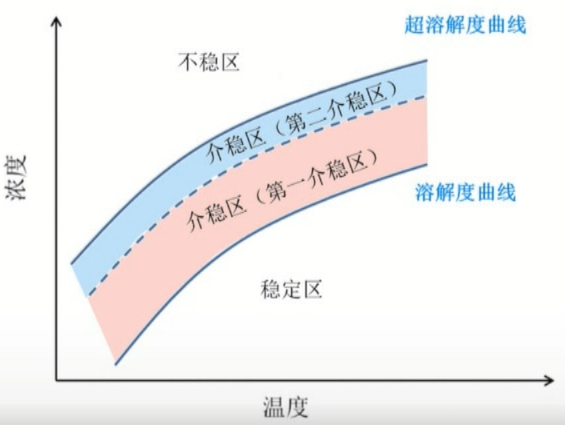 超溶解度曲线
不稳区
介稳区（第二介稳区）
介稳区（第一介稳区）
溶解度曲线
稳定区
浓度
温度